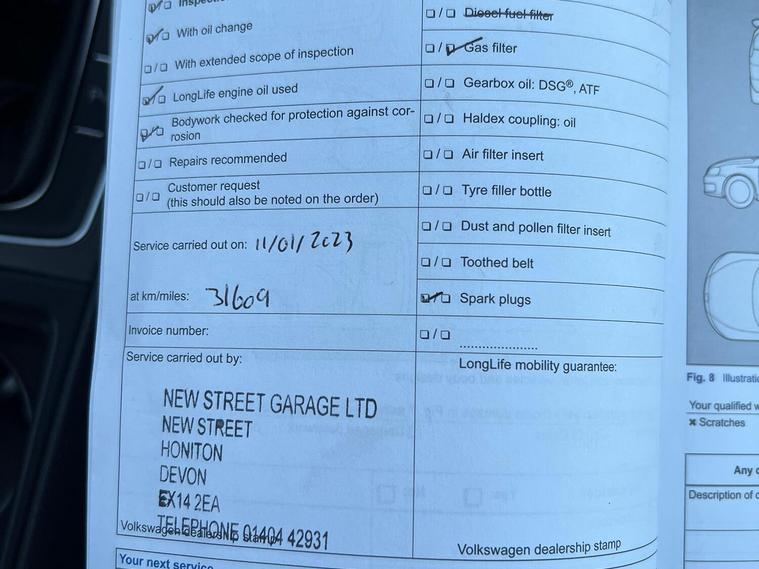 With oil change
With extended scope of inspection
LongLife engine oil used
Bodywork checked for protection against cor-
rosion
Repairs recommended
Customer request
(this should also be noted on the order)
Service carried out on: 11/01/2023
at km/miles: 31609
Invoice number:
Service carried out by:
NEW STREET GARAGE LTD
NEW STREET
HONITON
DEVON
EX14 2EA
TELEPHONE 01404 42931
Volkswagen dealership stamp
Your next service
Diesel fuel filter
Gas filter
Gearbox oil: DSG®, ATF
Haldex coupling: oil
Air filter insert
Tyre filler bottle
Dust and pollen filter insert
Toothed belt
Spark plugs
LongLife mobility guarantee:
Volkswagen dealership stamp
Fig. 8
Your qualified
Scratches
Any
Description of